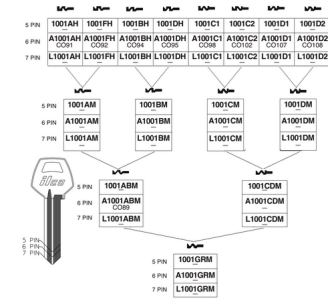 5 PIN 1001AH 1001FH 1001BH 1001DH 1001C1 1001C2 1001D1 1001D2
6 PIN A1001AH A1001FH A1001BH A1001DH A1001C1 A1001C2 A1001D1 A1001D2
CO91 CO92 CO94 CO95 CO98 CO102 CO107 CO108
7 PIN L1001AH L1001FH L1001BH L1001DH L1001C1 L1001C2 L1001D1 L1001D2
5 PIN 1001AM 1001BM 1001CM 1001DM
6 PIN A1001AM A1001BM A1001CM A1001DM
7 PIN L1001AM L1001BM L1001CM L1001DM
ilco
5 PIN 1001ABM 1001CDM
6 PIN A1001ABM A1001CDM
CO89
7 PIN L1001ABM L1001CDM
5 PIN
6 PIN
7 PIN
5 PIN 1001GRM
6 PIN A1001GRM
7 PIN L1001GRM